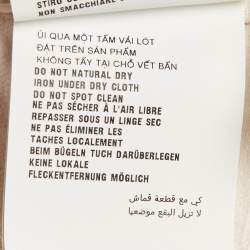 NON SMACCHIARE
ỦI QUA MỘT TẤM VẢI LÓT
ĐẶT TRÊN SẢN PHẨM
KHÔNG TẨY TẠI CHỖ VẾT BẨN
DO NOT NATURAL DRY
IRON UNDER DRY CLOTH
DO NOT SPOT CLEAN
NE PAS SÉCHER À L'AIR LIBRE
REPASSER SOUS UN LINGE SEC
NE PAS ÉLIMINER LES
TACHES LOCALEMENT
BEIM BÜGELN TUCH DARÜBERLEGEN
KEINE LOKALE
FLECKENTFERNUNG MÖGLICH
كي مع قطعة قماش
لا تزيل البقع موضعيا